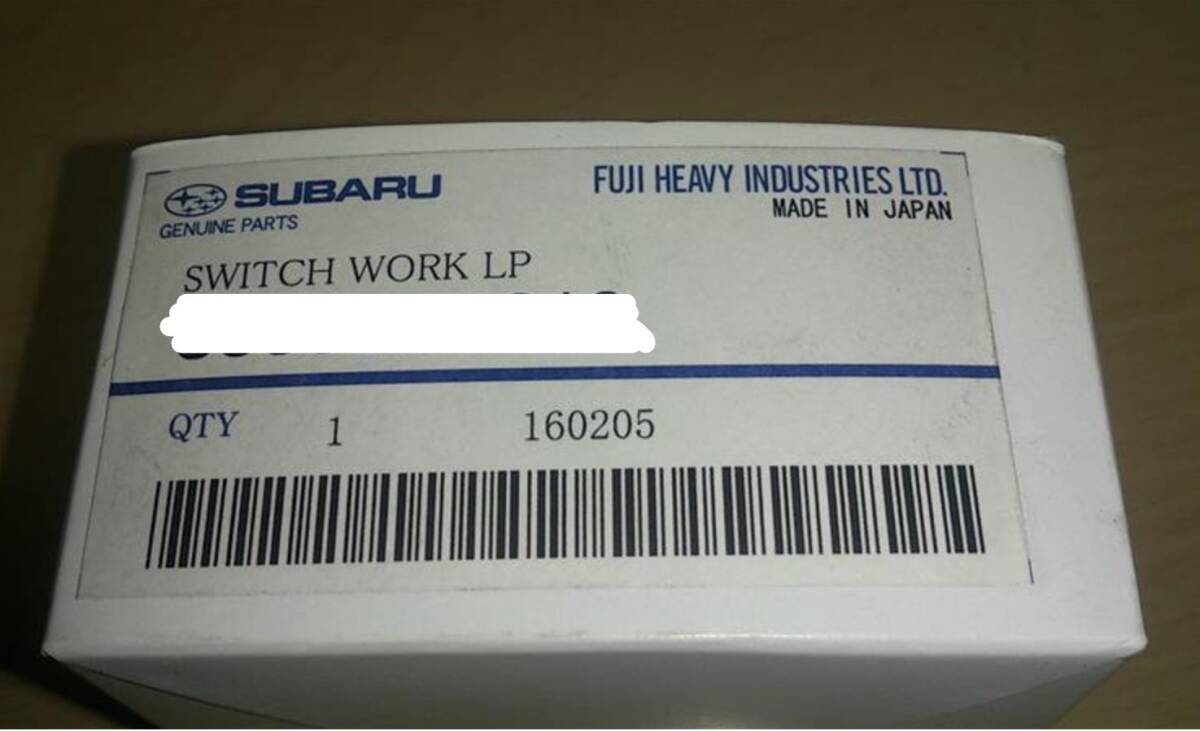 SUBARU
GENUINE PARTS
FUJI HEAVY INDUSTRIES LTD.
MADE IN JAPAN
SWITCH WORK LP
QTY 1 160205